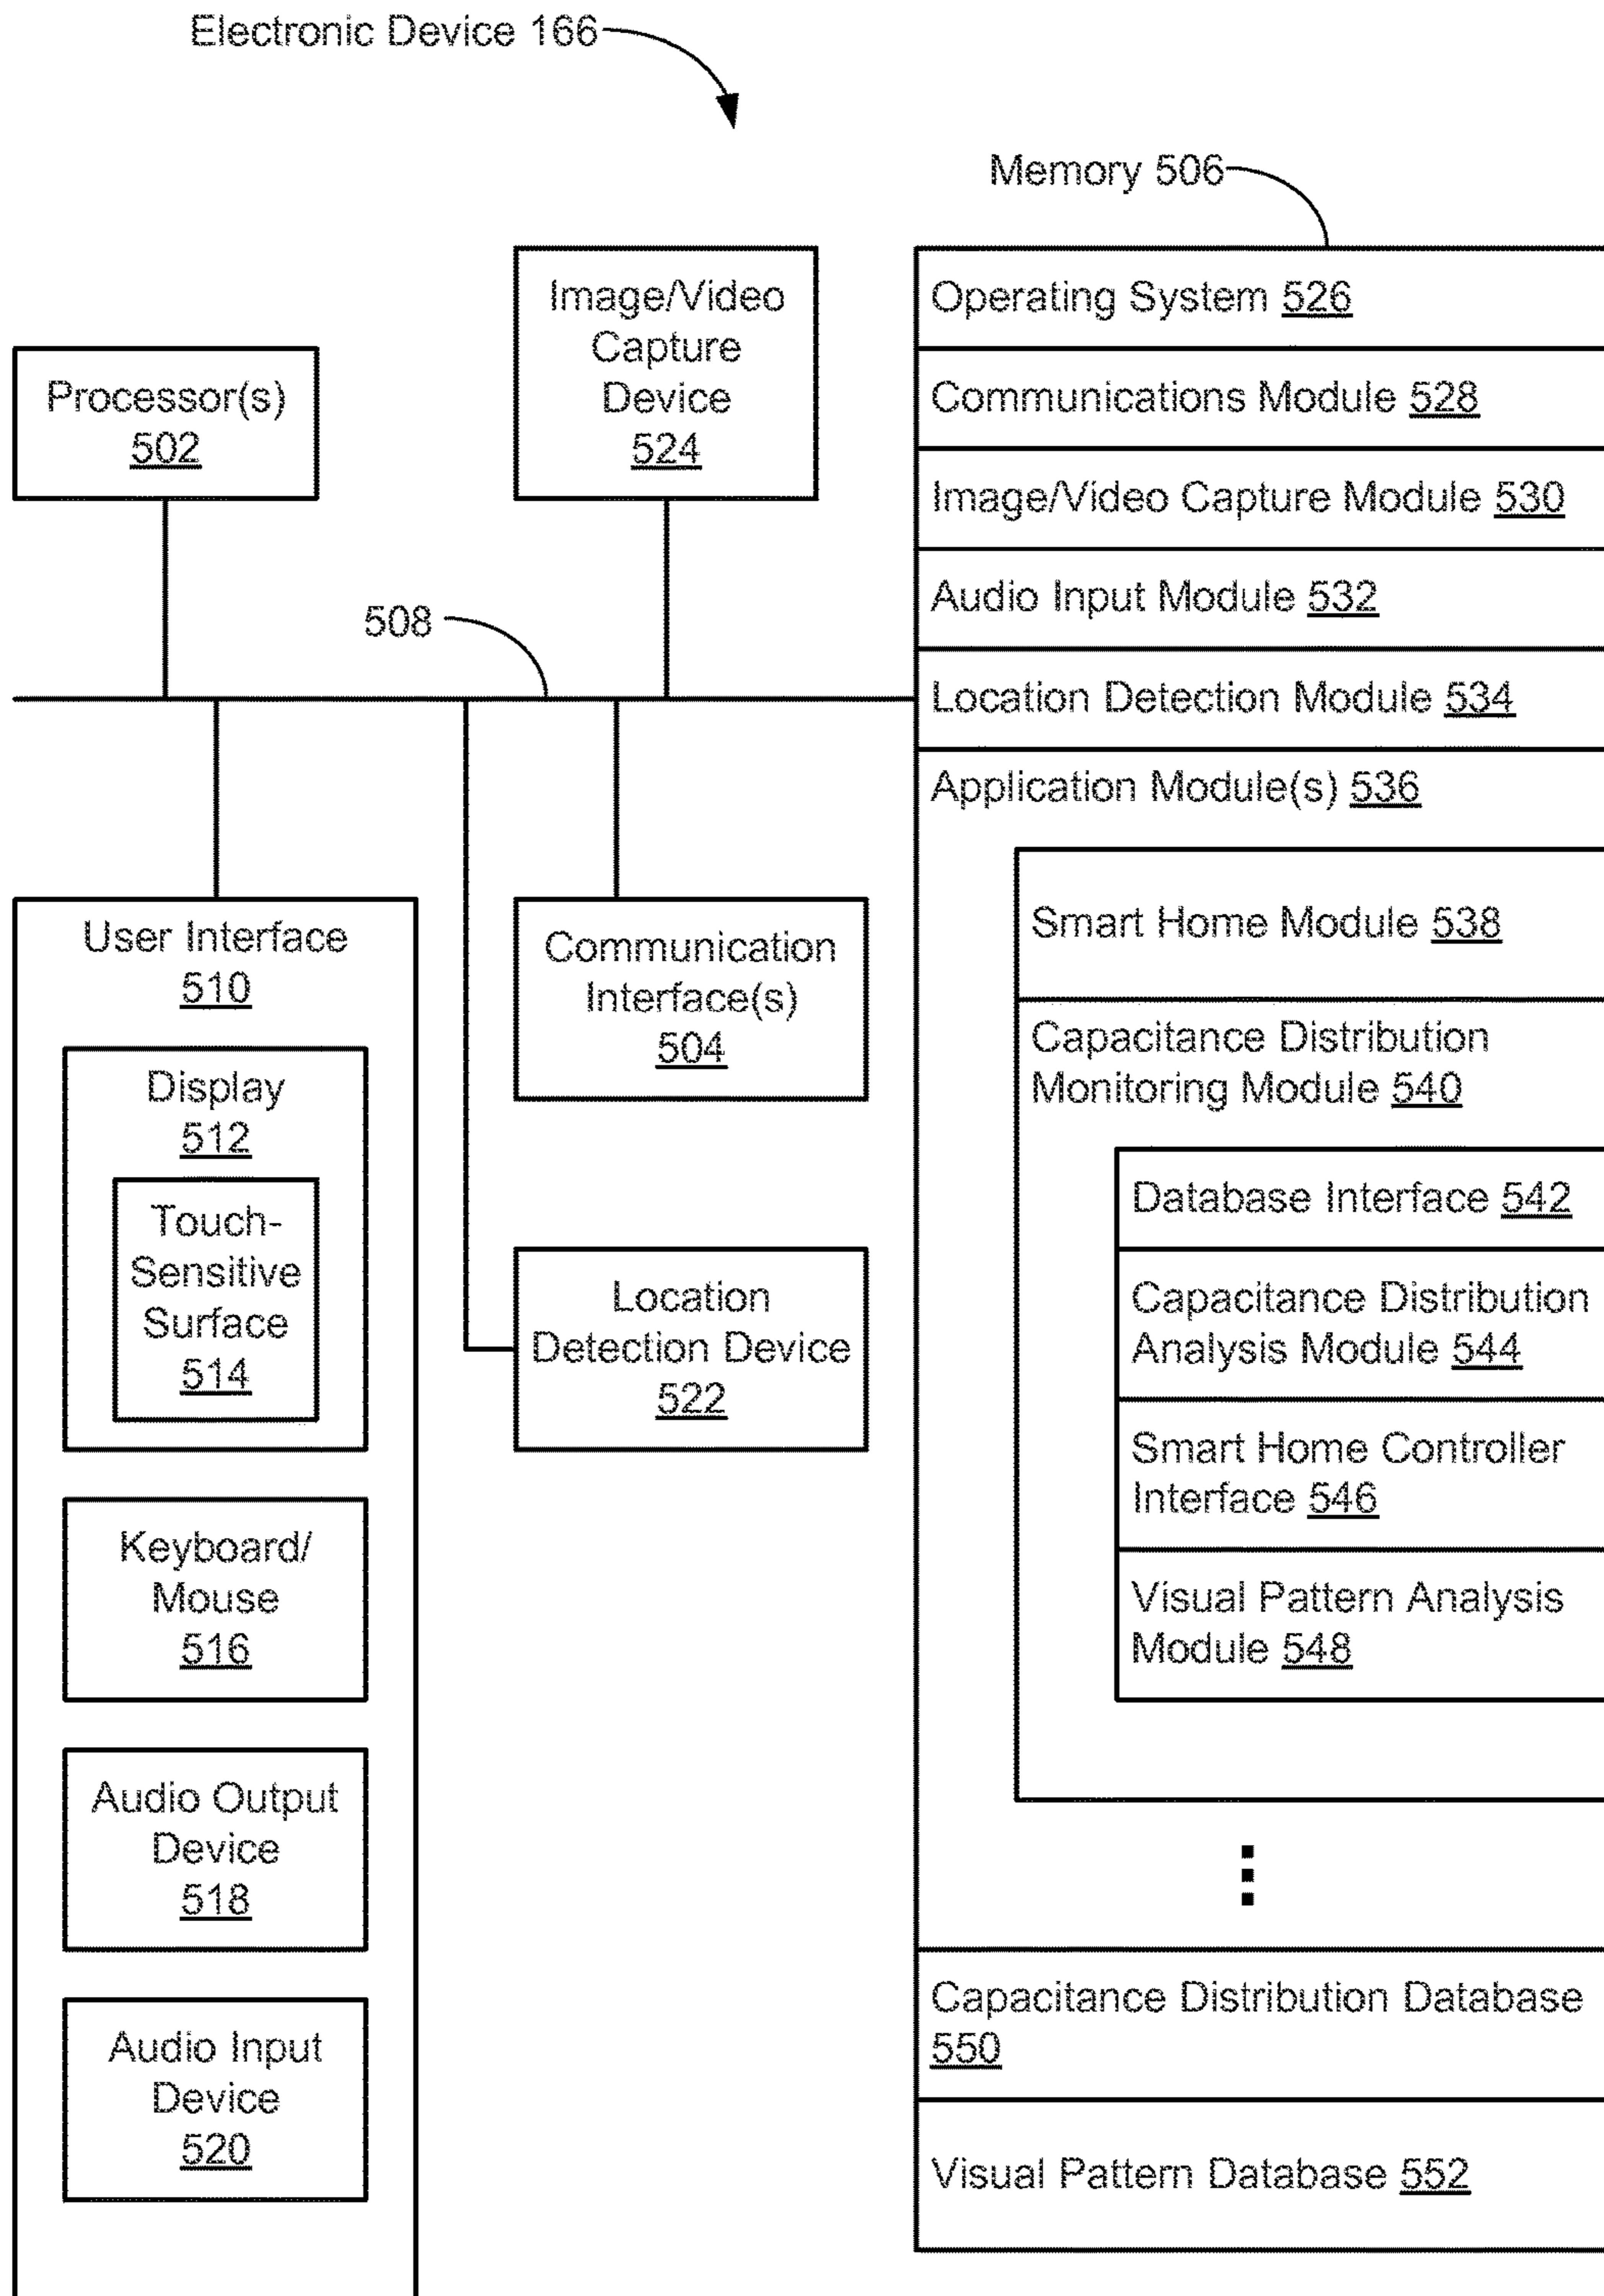 Electronic Device 166
Memory 506
Processor(s)
502
Image/Video
Capture
Device
524
508
User Interface
510
Display
512
Touch-
Sensitive
Surface
514
Keyboard/
Mouse
516
Audio Output
Device
518
Audio Input
Device
520
Communication
Interface(s)
504
Location
Detection Device
522
Operating System 526
Communications Module 528
Image/Video Capture Module 530
Audio Input Module 532
Location Detection Module 534
Application Module(s) 536
Smart Home Module 538
Capacitance Distribution
Monitoring Module 540
Database Interface 542
Capacitance Distribution
Analysis Module 544
Smart Home Controller
Interface 546
Visual Pattern Analysis
Module 548
Capacitance Distribution Database
550
Visual Pattern Database 552